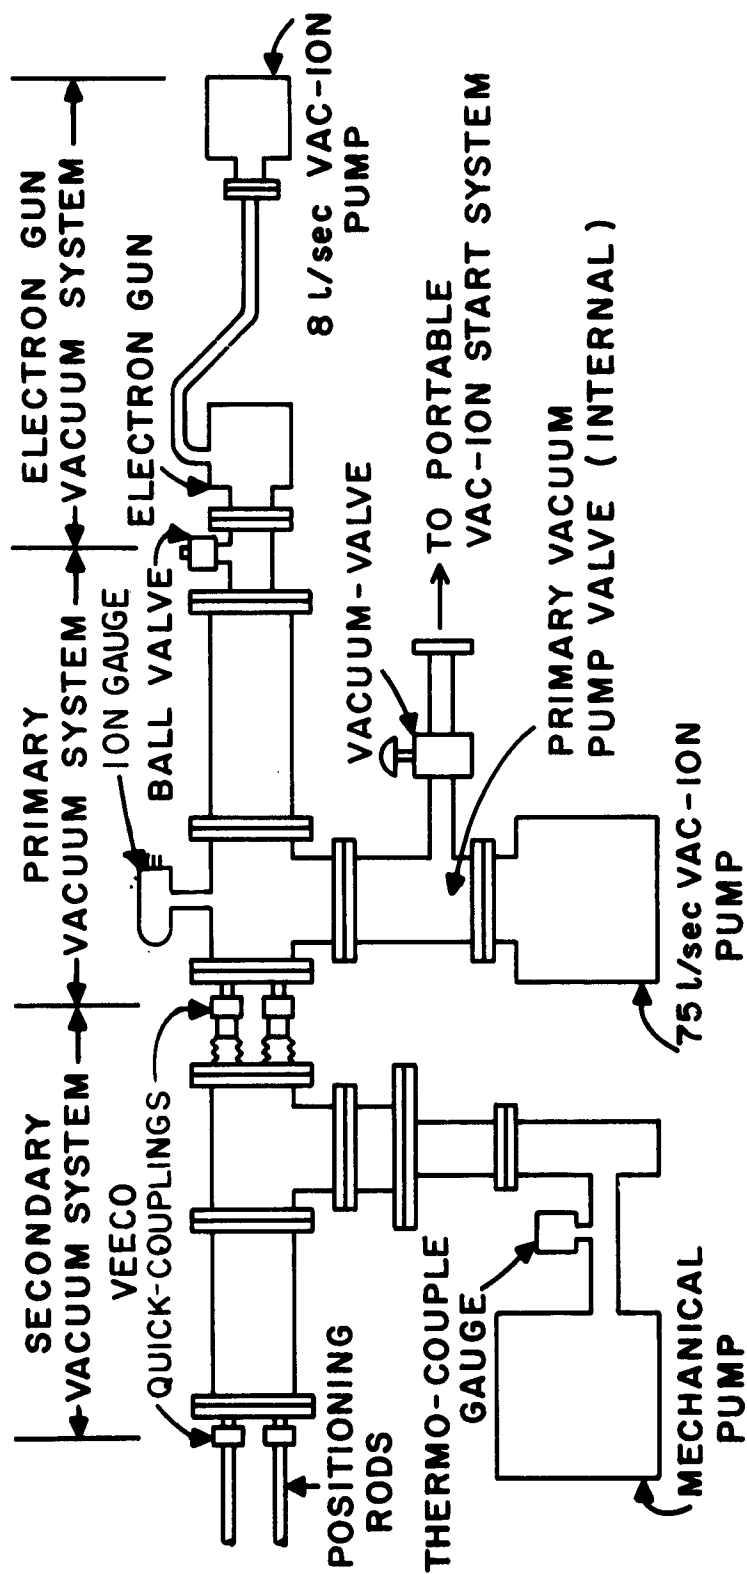 SECONDARY
VACUUM SYSTEM
PRIMARY
VACUUM SYSTEM
ELECTRON GUN
VACUUM SYSTEM
VEECO
QUICK-COUPLINGS
ION GAUGE
BALL VALVE
ELECTRON GUN
POSITIONING
RODS
8 l/sec VAC-ION
PUMP
THERMO-COUPLE
GAUGE
VACUUM-VALVE
TO PORTABLE
VAC-ION START SYSTEM
PRIMARY VACUUM
PUMP VALVE (INTERNAL)
MECHANICAL
PUMP
75 l/sec VAC-ION
PUMP